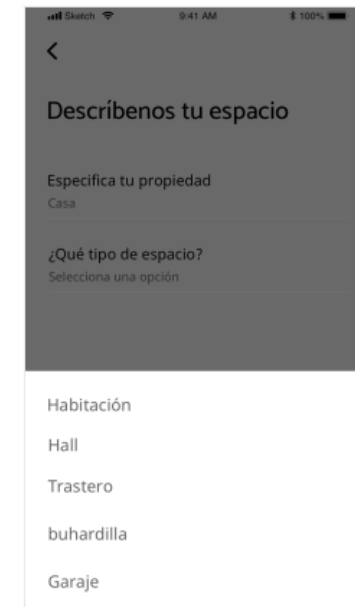 Sketch 9:41 AM 100%
Descríbenos tu espacio
Especifica tu propiedad
Casa
¿Qué tipo de espacio?
Selecciona una opción
Habitación
Hall
Trastero
buhardilla
Garaje